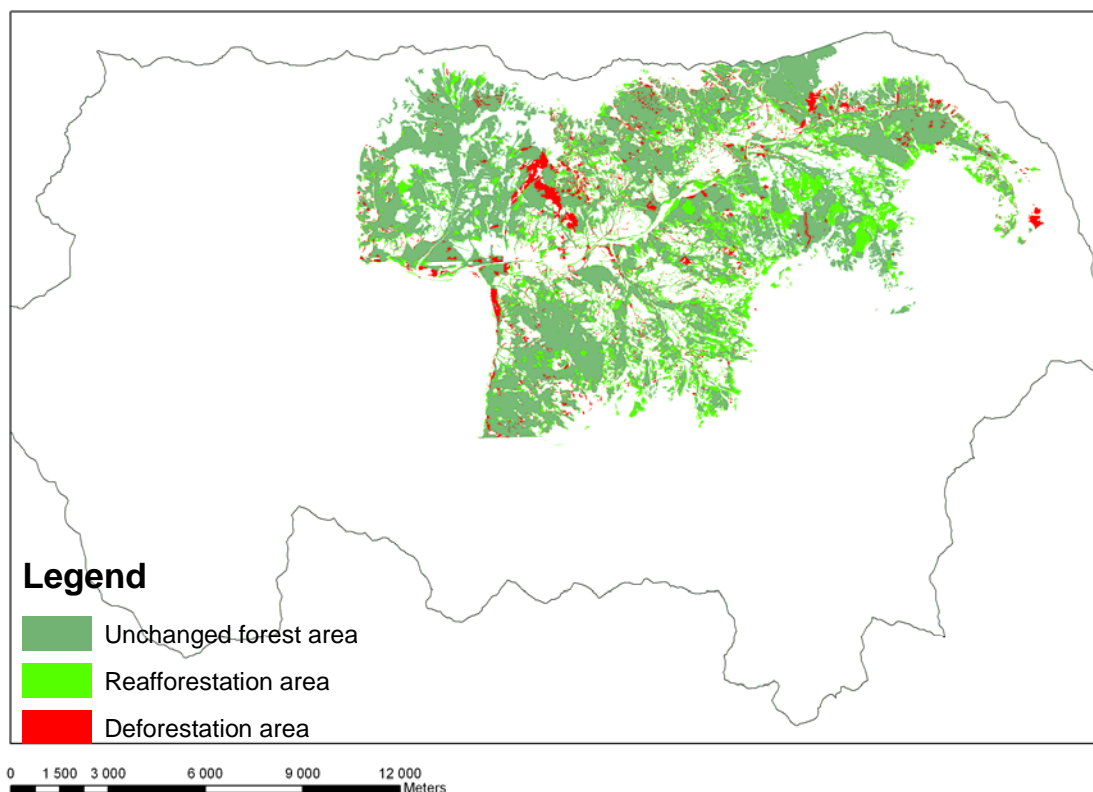 Legend
Unchanged forest area
Reafforestation area
Deforestation area
0 1 500 3 000 6 000 9 000 12 000
Meters